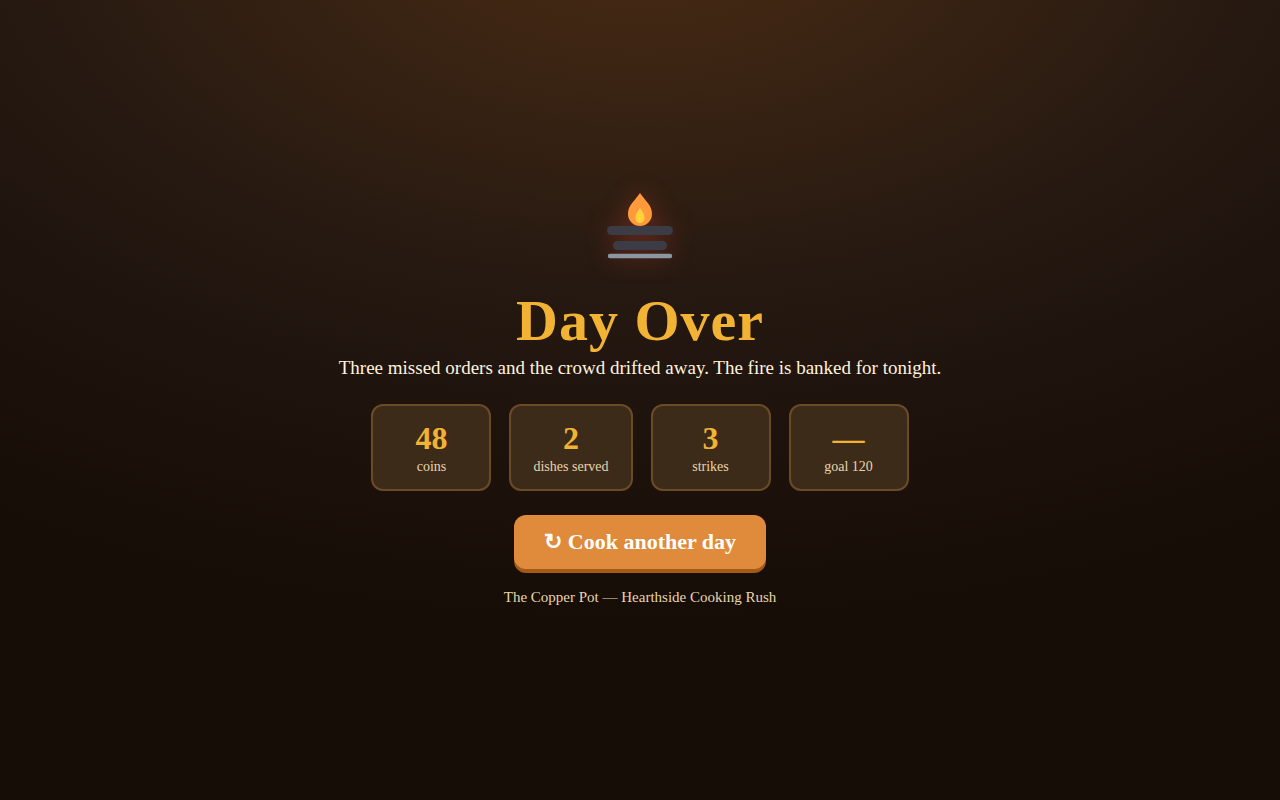 Day Over
Three missed orders and the crowd drifted away. The fire is banked for tonight.
48
coins
2
dishes served
3
strikes
—
goal 120
↻ Cook another day
The Copper Pot — Hearthside Cooking Rush